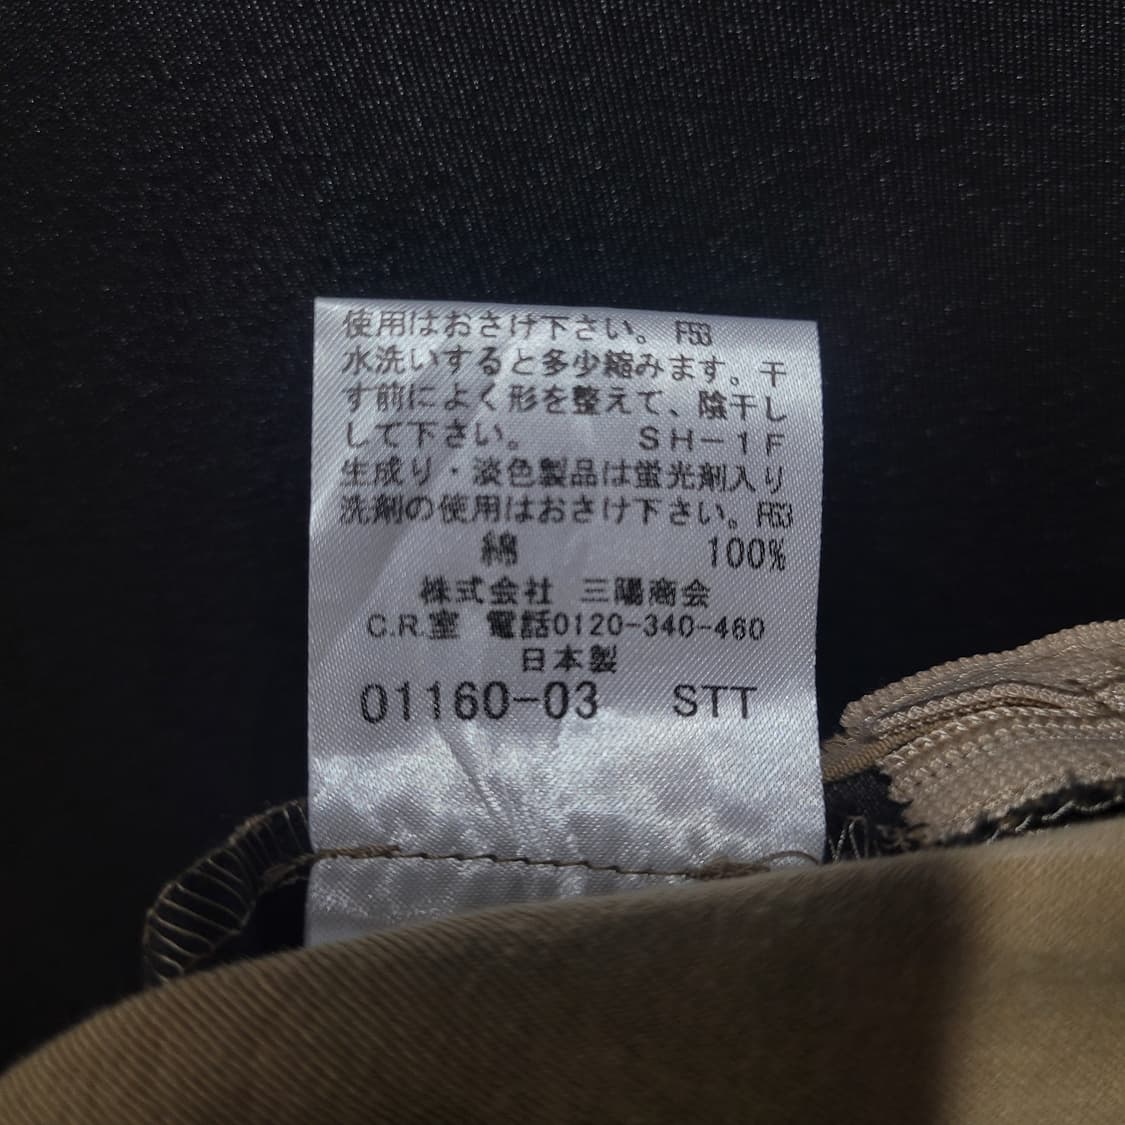 使用はおさけ下さい。 F53
水洗いすると多少縮みます。干
す前によく形を整えて、陰干し
して下さい。 SH-1F
生成り・淡色製品は蛍光剤入り
洗剤の使用はおさけ下さい。F53
綿 100%
株式会社 三陽商会
C.R.室 電話0120-340-460
日本製
01160-03 STT